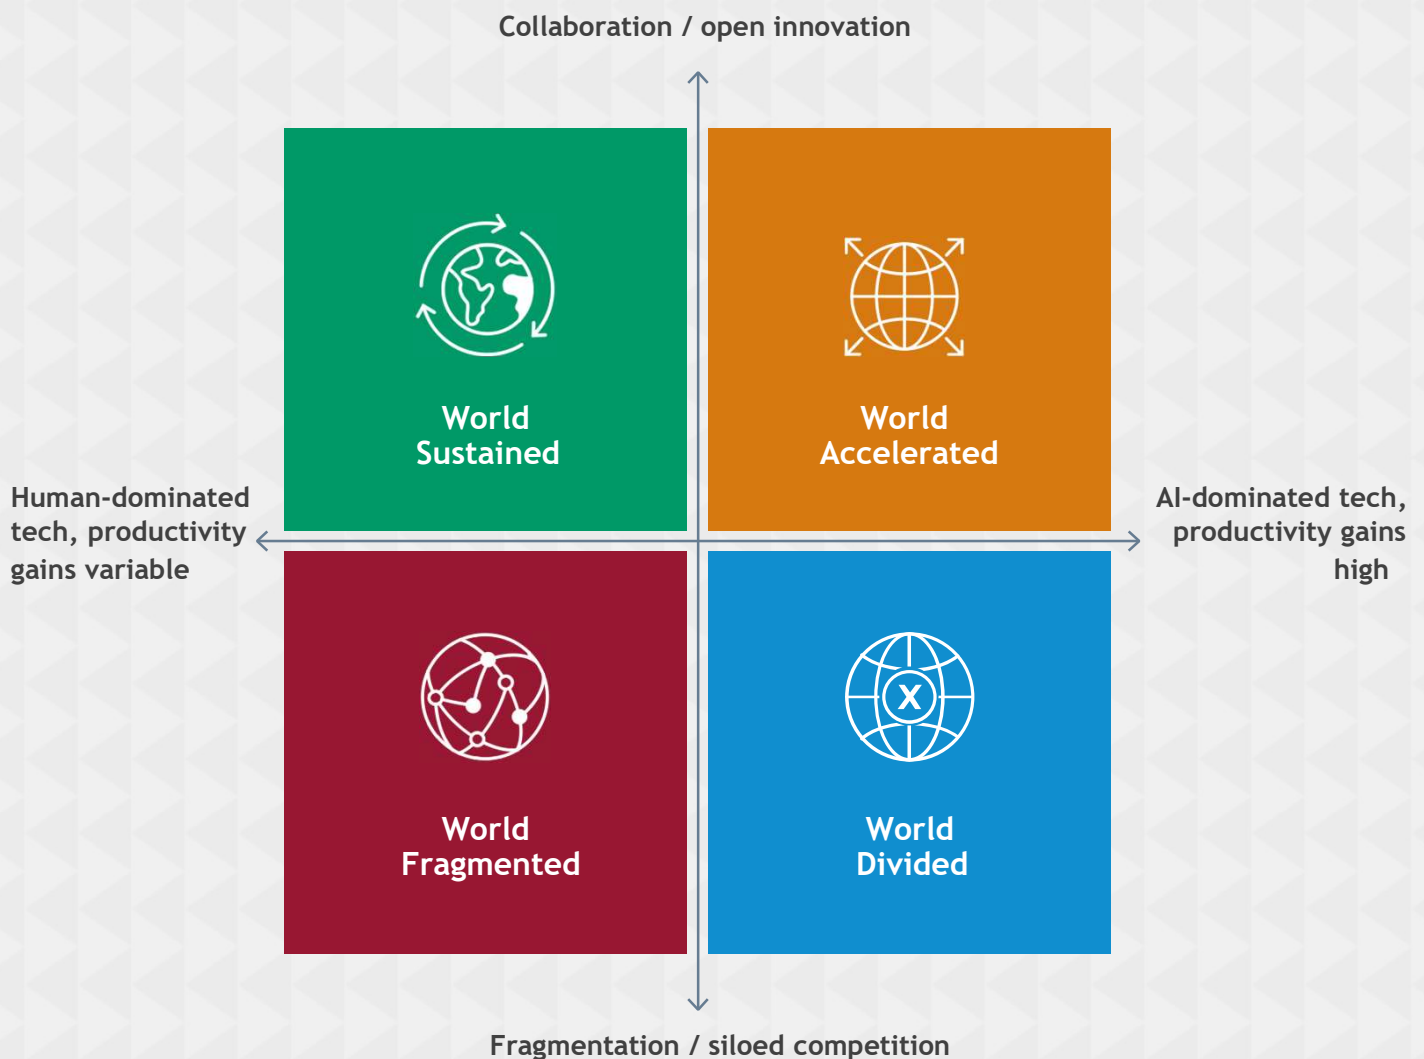 Collaboration / open innovation
World
Sustained
World
Accelerated
Human-dominated
tech, productivity
gains variable
AI-dominated tech,
productivity gains
high
World
Fragmented
X
World
Divided
Fragmentation / siloed competition